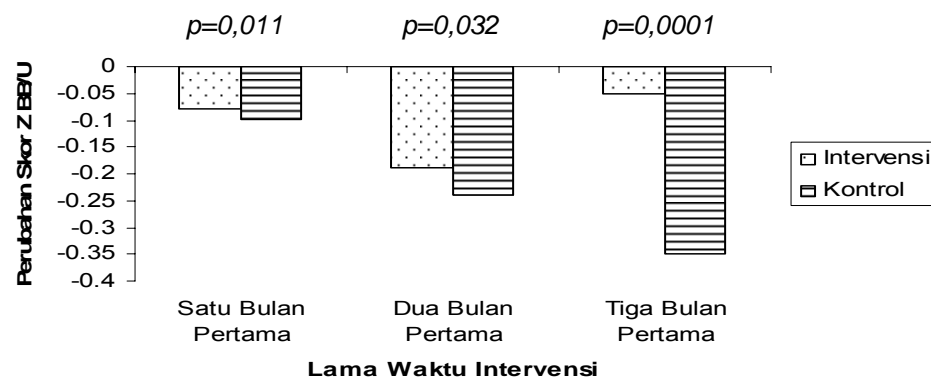 p=0,011 p=0,032 p=0,0001
0
-0.05
-0.1
-0.15
-0.2
-0.25
-0.3
-0.35
-0.4
Perubahan Skor Z BB/U
Satu Bulan Pertama
Dua Bulan Pertama
Tiga Bulan Pertama
Lama Waktu Intervensi
Intervensi
Kontrol